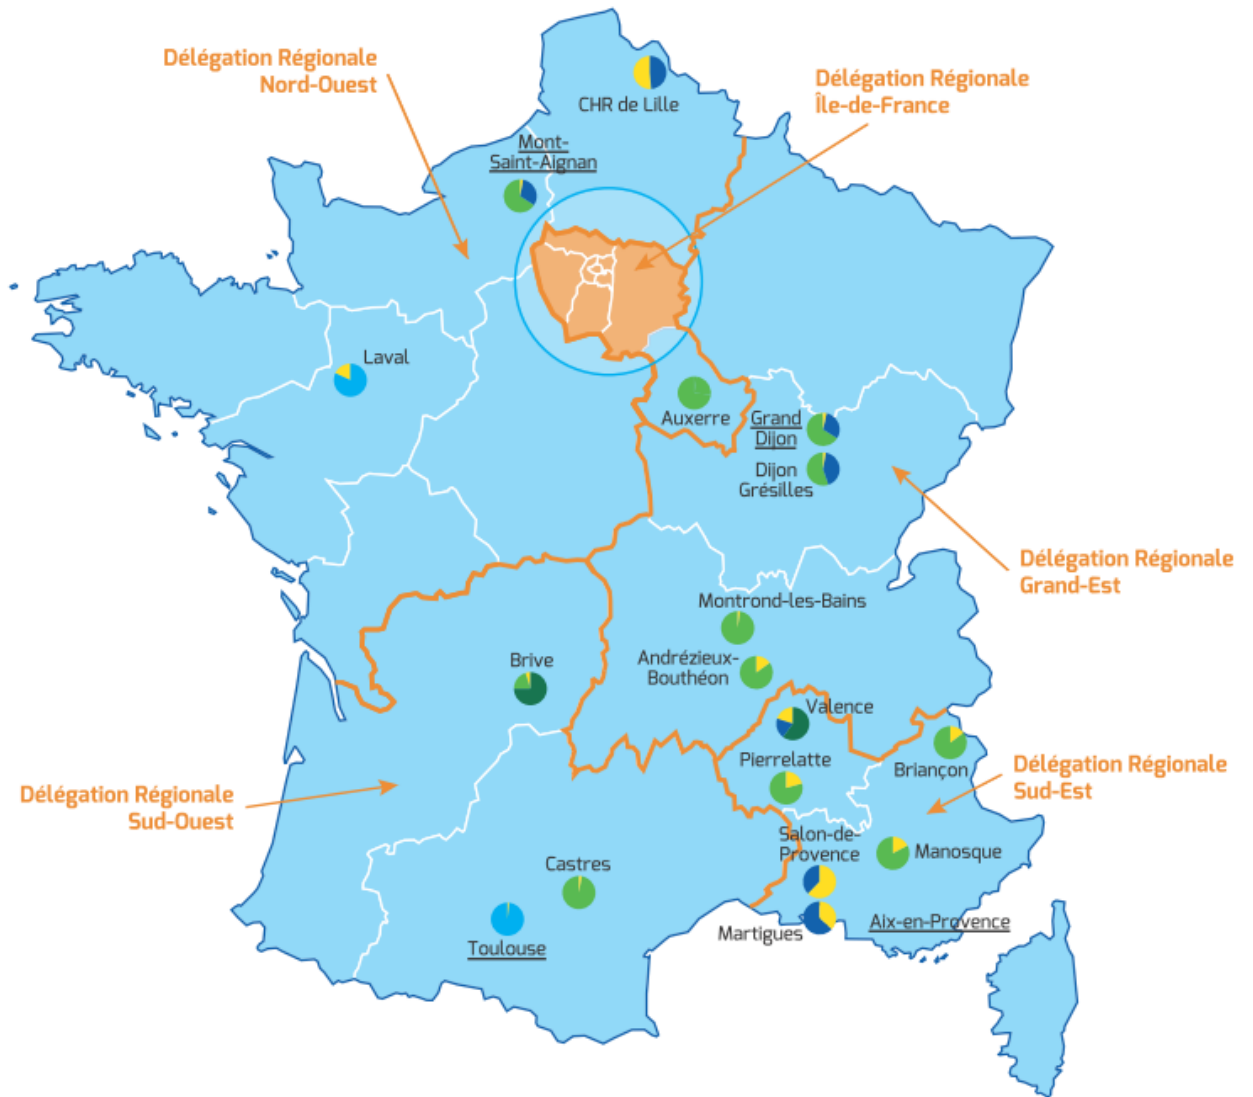 Délégation Régionale
Nord-Ouest
Délégation Régionale
Île-de-France
CHR de Lille
Mont-
Saint-Aignan
Laval
Auxerre
Grand
Dijon
Dijon
Grésilles
Délégation Régionale
Grand-Est
Montrond-les-Bains
Andrézieux-
Bouthéon
Brive
Valence
Pierrelatte
Briançon
Délégation Régionale
Sud-Est
Délégation Régionale
Sud-Ouest
Salon-de-
Provence
Manosque
Castres
Toulouse
Martigues
Aix-en-Provence